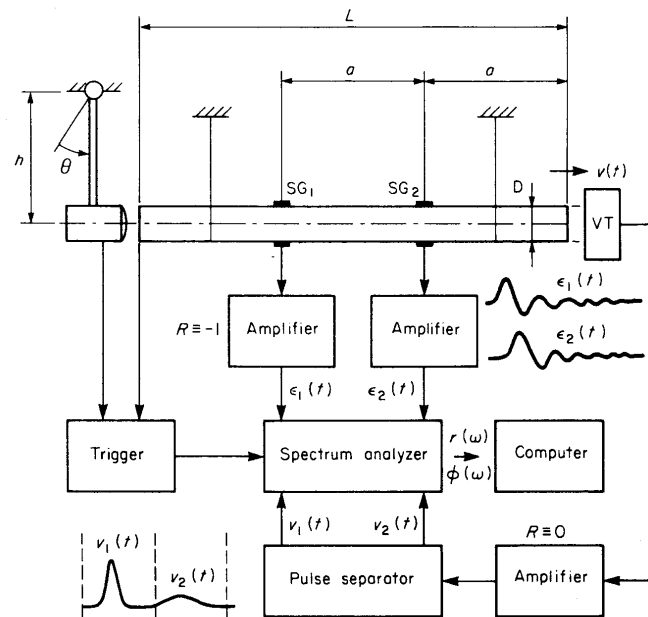 L
a
a
h
θ
SG₁
SG₂
D
v(t)
VT
R≡-1
Amplifier
Amplifier
ϵ₁(t)
ϵ₂(t)
ϵ₁(t)
ϵ₂(t)
Trigger
Spectrum analyzer
r(ω)
ϕ(ω)
Computer
v₁(t)
v₂(t)
R≡0
v₁(t)
v₂(t)
Pulse separator
Amplifier